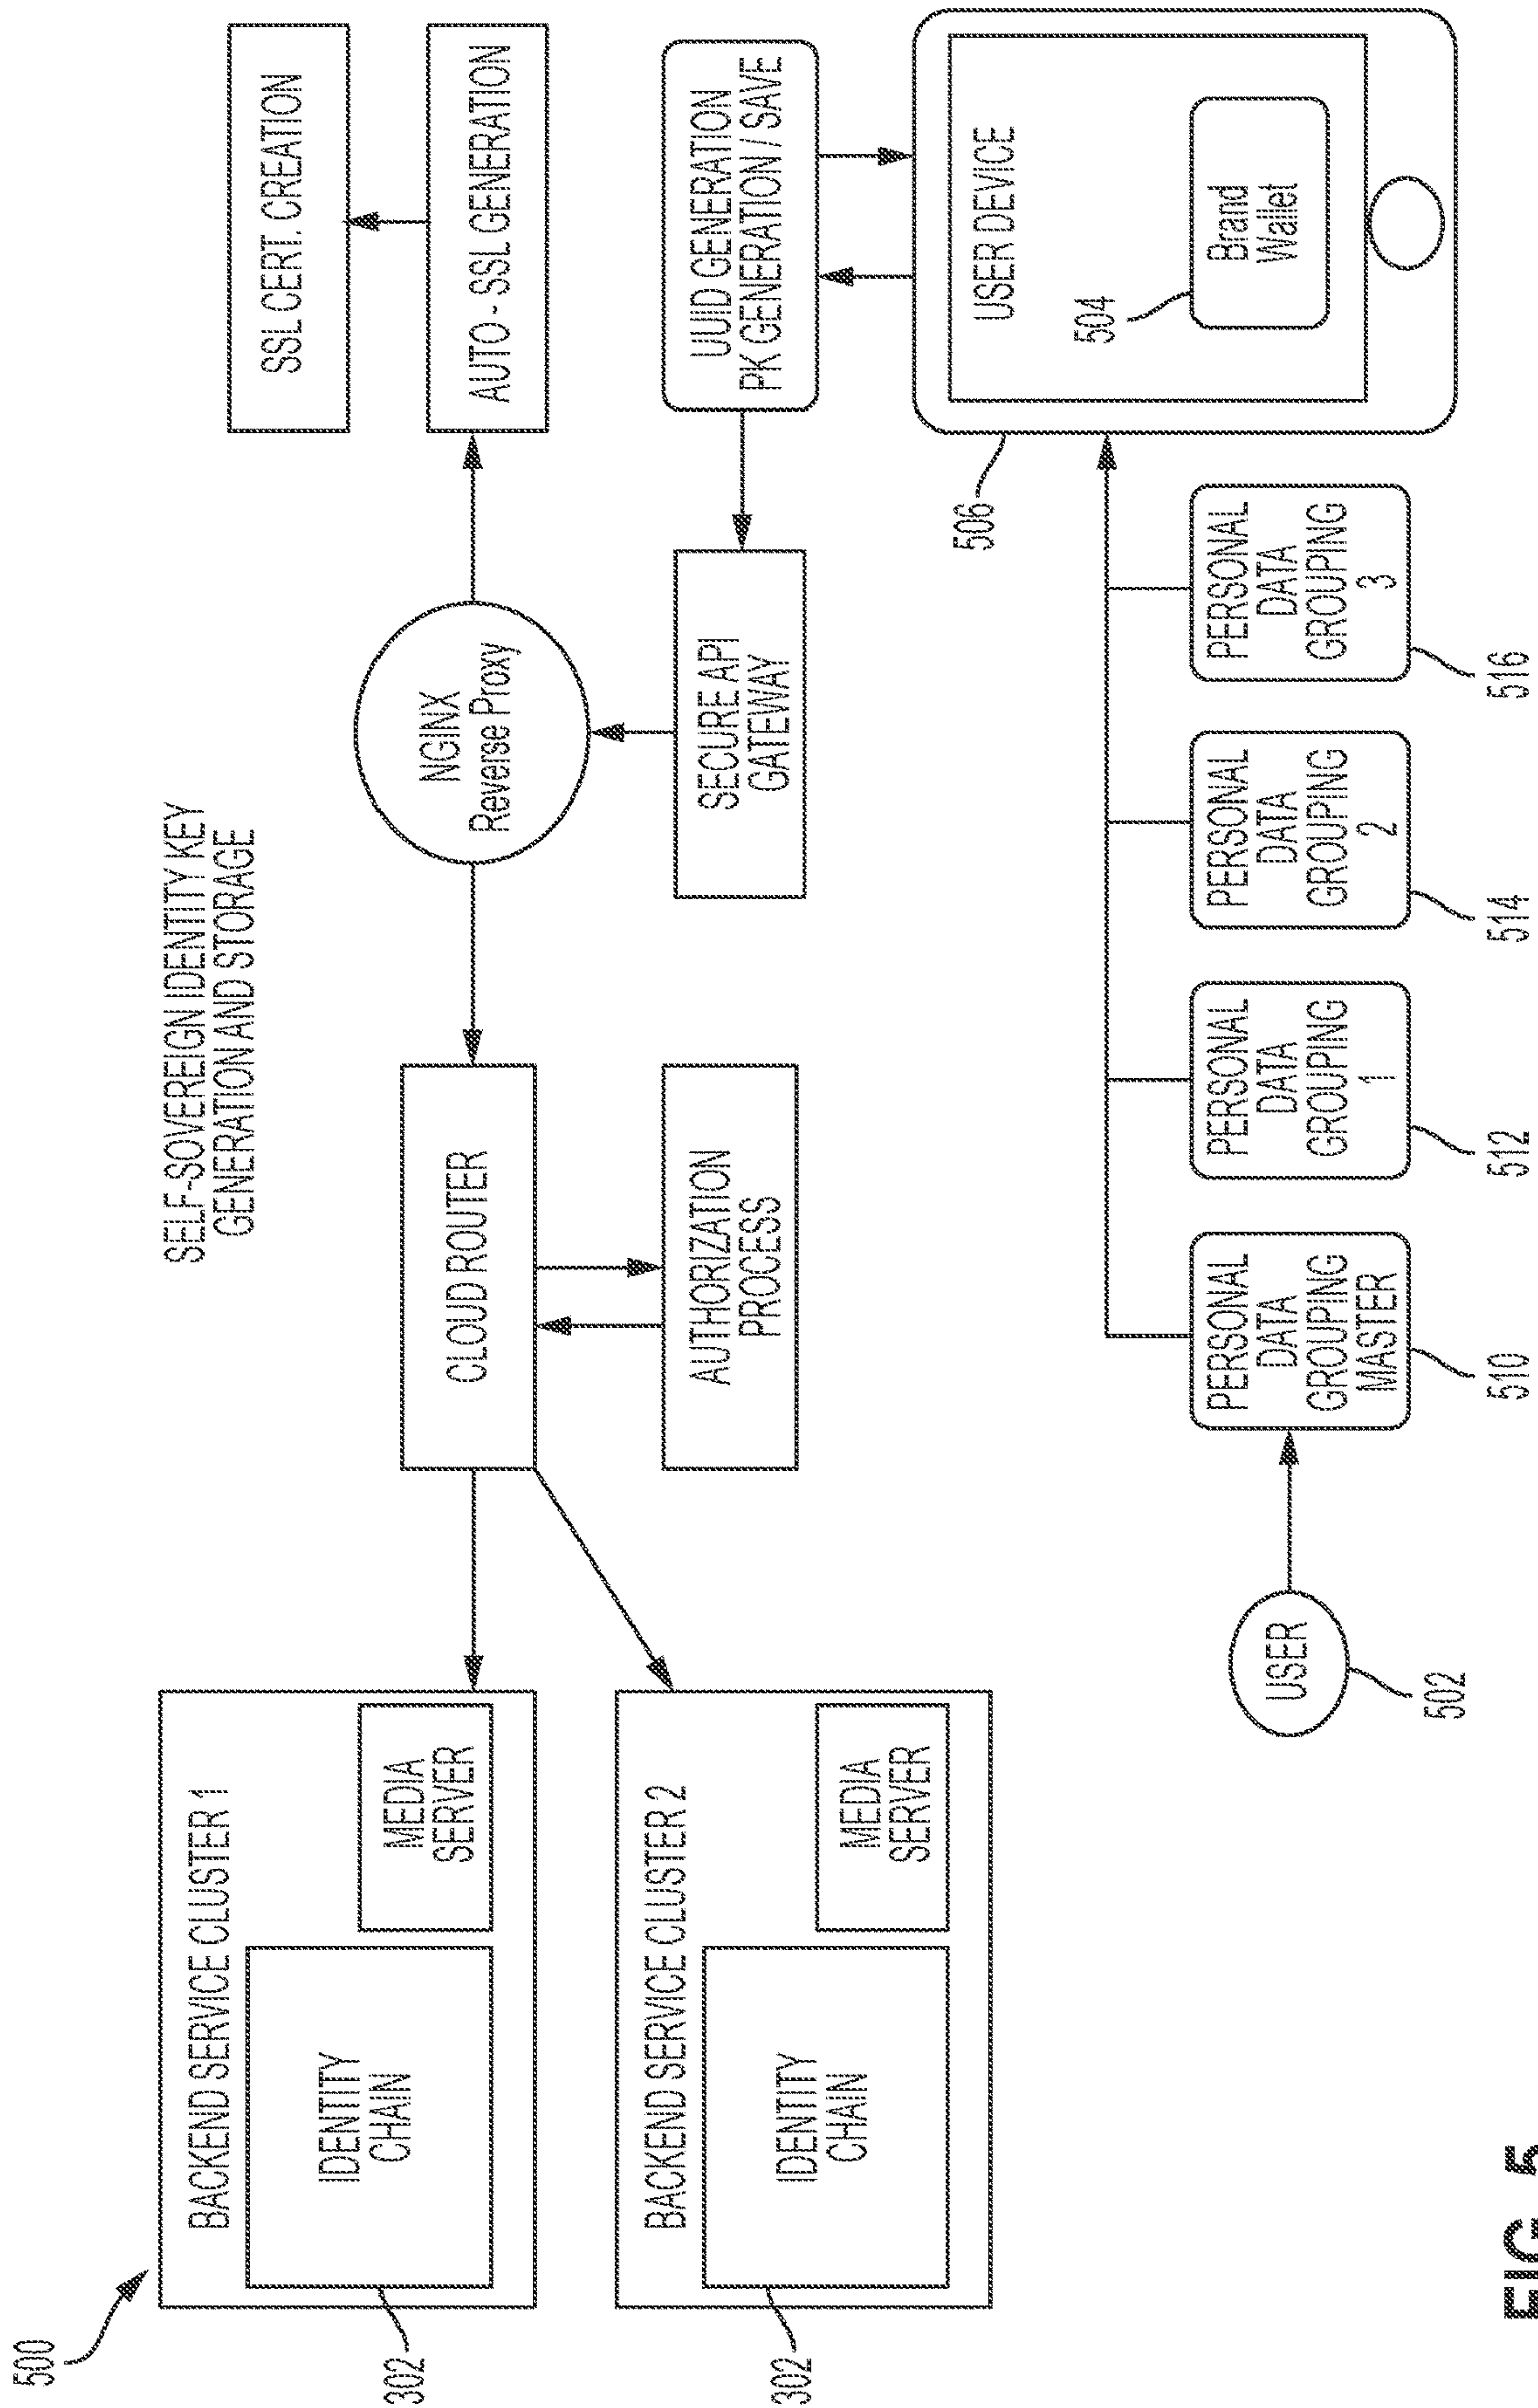 500
SELF-SOVEREIGN IDENTITY KEY
GENERATION AND STORAGE
BACKEND SERVICE CLUSTER 1
IDENTITY
CHAIN
MEDIA
SERVER
302
BACKEND SERVICE CLUSTER 2
IDENTITY
CHAIN
MEDIA
SERVER
302
CLOUD ROUTER
AUTHORIZATION
PROCESS
NGINX
Reverse Proxy
SECURE API
GATEWAY
SSL CERT. CREATION
AUTO - SSL GENERATION
UUID GENERATION
PK GENERATION / SAVE
USER DEVICE
504
Brand
Wallet
506
USER
502
PERSONAL
DATA
GROUPING
MASTER
510
PERSONAL
DATA
GROUPING
1
512
PERSONAL
DATA
GROUPING
2
514
PERSONAL
DATA
GROUPING
3
516
FIG. 5